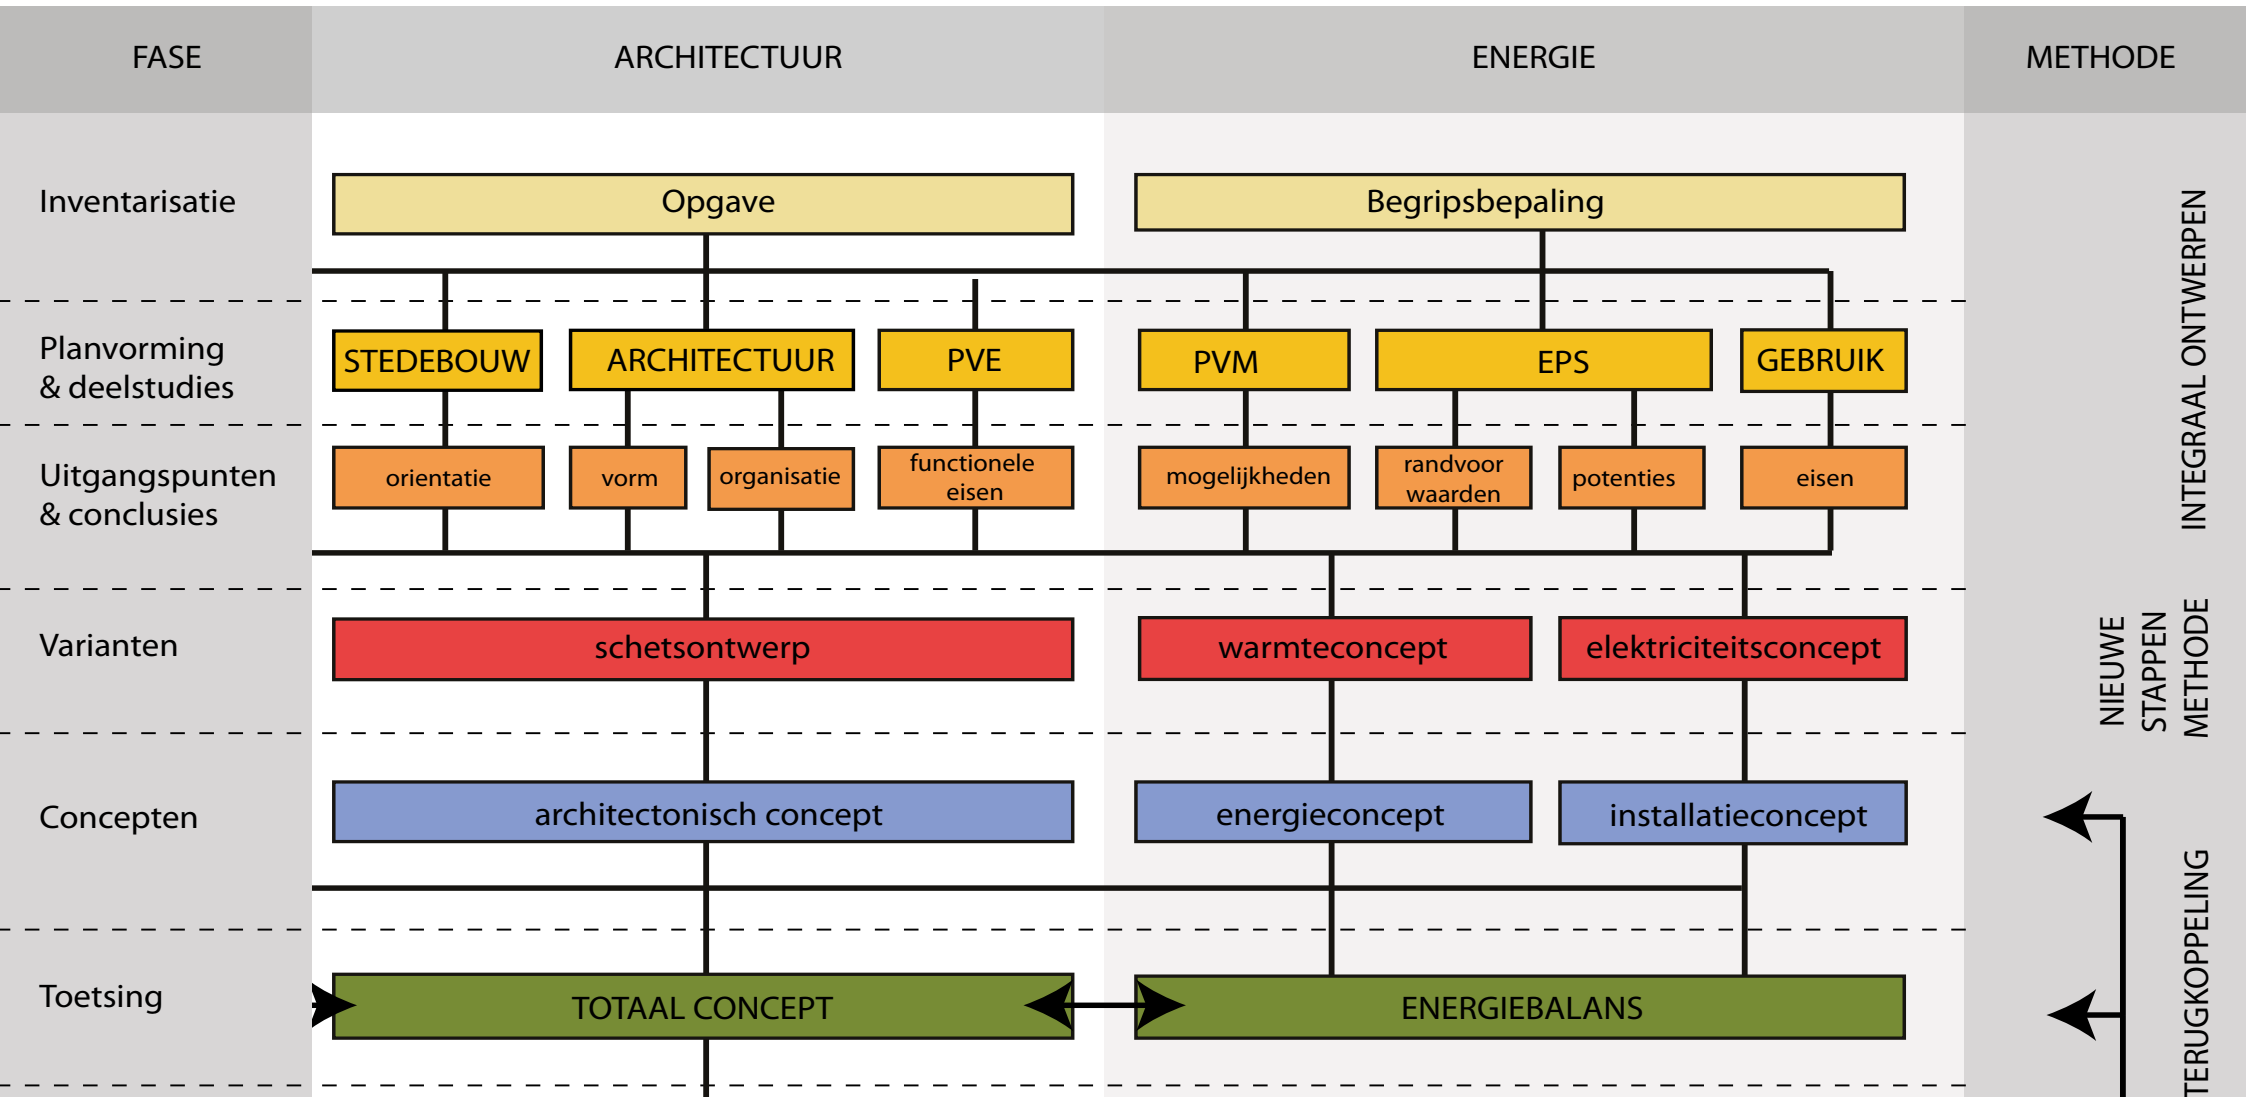 FASE
ARCHITECTUUR
ENERGIE
METHODE
Inventarisatie
Opgave
Begripsbepaling
Planvorming
& deelstudies
STEDEBOUW
ARCHITECTUUR
PVE
PVM
EPS
GEBRUIK
Uitgangspunten
& conclusies
orientatie
vorm
organisatie
functionele
eisen
mogelijkheden
randvoor
waarden
potenties
eisen
INTEGRAAL ONTWERPEN
Varianten
schetsontwerp
warmteconcept
elektriciteitsconcept
NIEUWE
STAPPEN
METHODE
Concepten
architectonisch concept
energieconcept
installatieconcept
Toetsing
TOTAAL CONCEPT
ENERGIEBALANS
TERUGKOPPELING